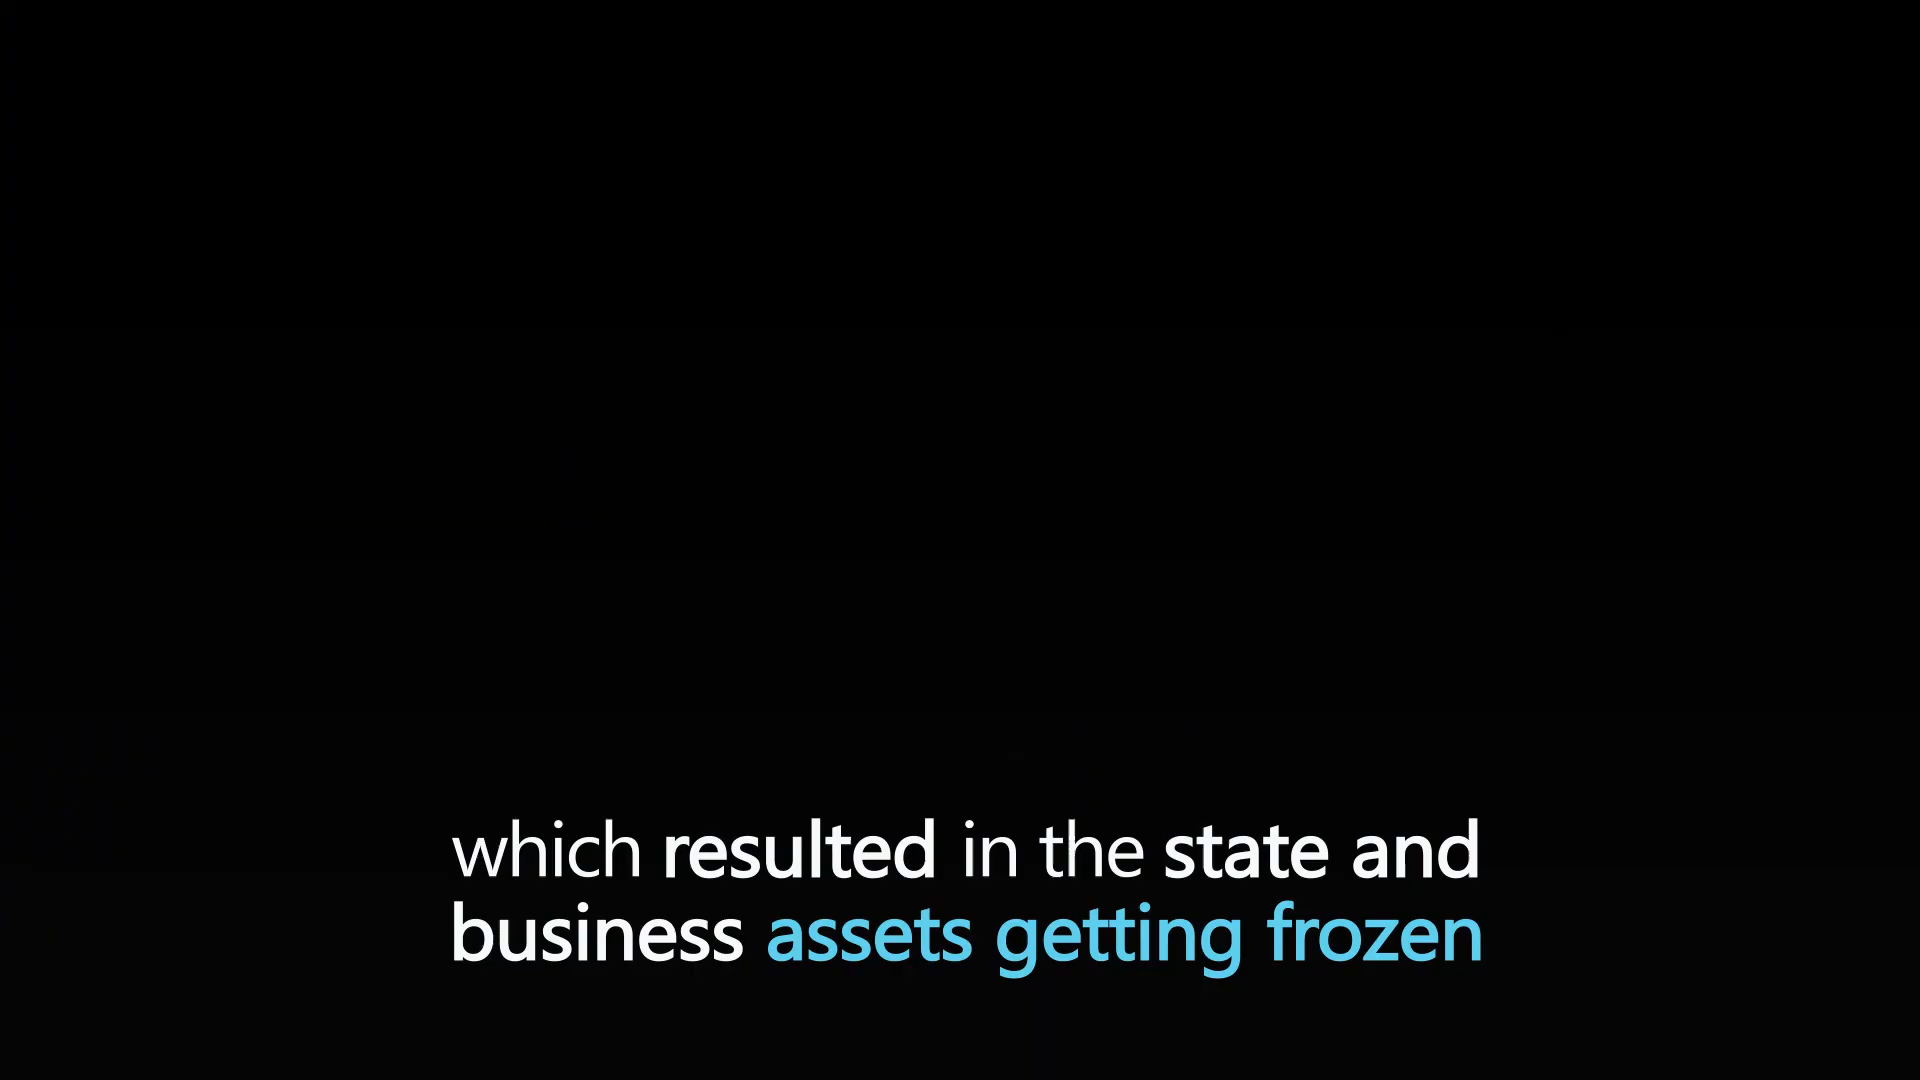 which resulted in the state and
business assets getting frozen